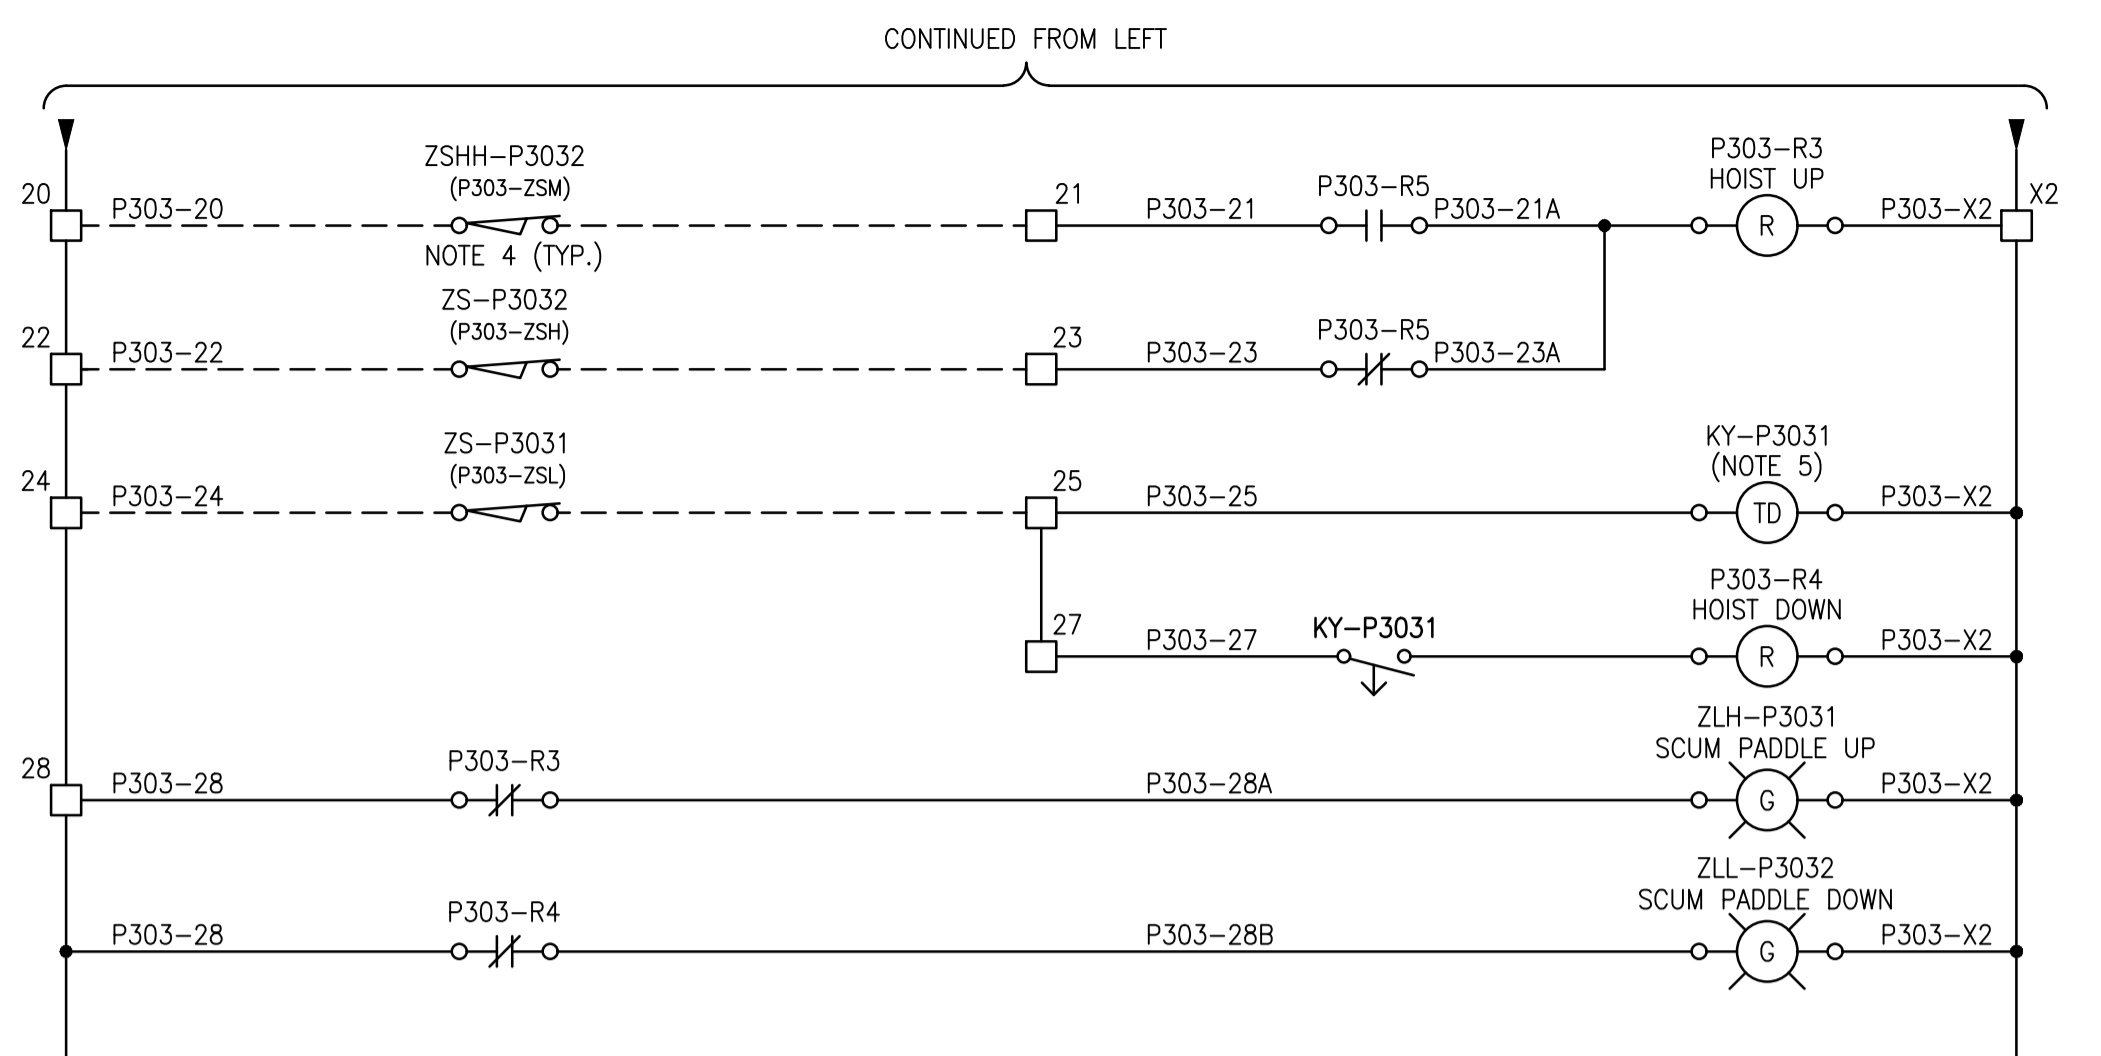 CONTINUED FROM LEFT
ZSHH-P3032
(P303-ZSM)
P303-R3
HOIST UP
20
P303-20
21
P303-21
P303-R5
P303-21A
R
P303-X2
X2
NOTE 4 (TYP.)
ZS-P3032
(P303-ZSH)
22
P303-22
23
P303-23
P303-R5
P303-23A
ZS-P3031
(P303-ZSL)
KY-P3031
(NOTE 5)
24
P303-24
25
P303-25
TD
P303-X2
P303-R4
HOIST DOWN
27
P303-27
KY-P3031
R
P303-X2
ZLH-P3031
SCUM PADDLE UP
28
P303-28
P303-R3
P303-28A
G
P303-X2
ZLL-P3032
SCUM PADDLE DOWN
P303-28
P303-R4
P303-28B
G
P303-X2